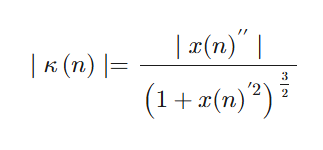 | κ (n) |= | x(n)′′ | / (1 + x(n)′2)^(3/2)